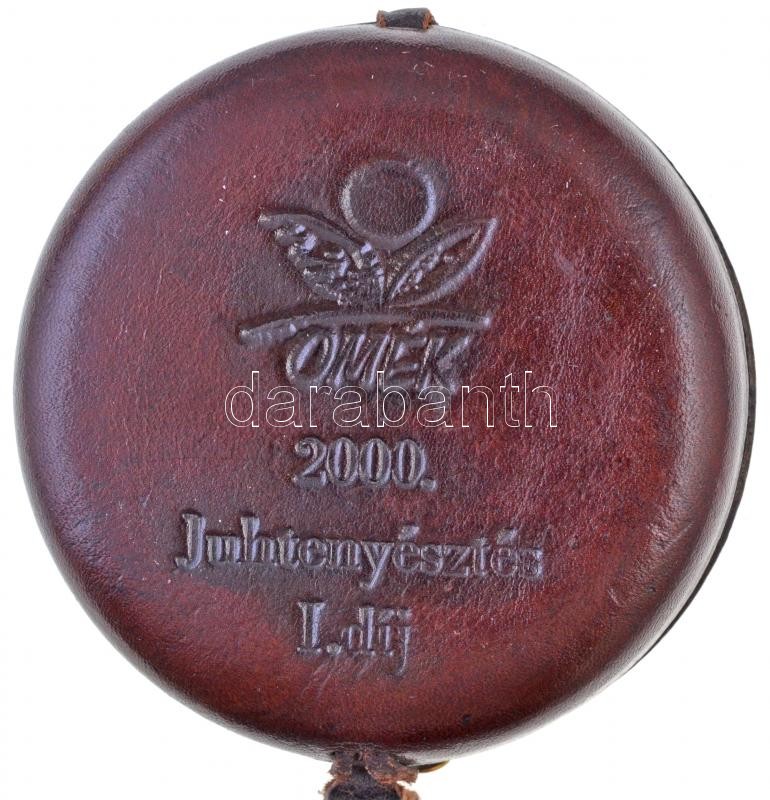 OMÉK
darabanth
2000.
Juhtenyésztés
I.díj